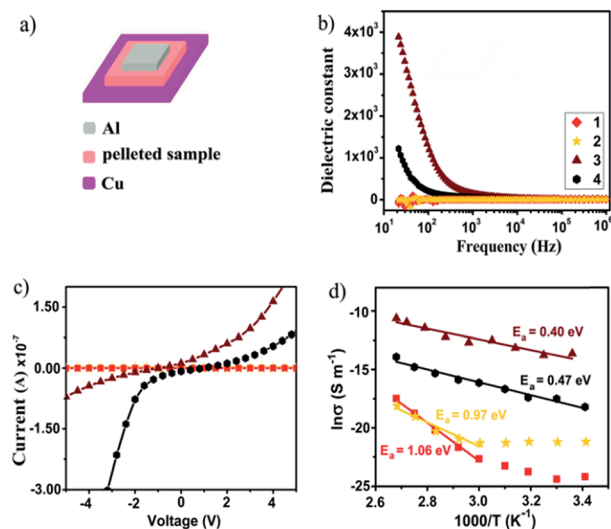 a)
Al
pelleted sample
Cu
b)
Dielectric constant
4x10³
3x10³
2x10³
1x10³
0
10¹ 10² 10³ 10⁴ 10⁵ 10⁶
Frequency (Hz)
1
2
3
4
c)
Current (A) x10⁻⁷
1.50
0.00
-1.50
-3.00
-4 -2 0 2 4
Voltage (V)
d)
lnσ (S m⁻¹)
-10
-15
-20
-25
Eₐ = 0.40 eV
Eₐ = 0.47 eV
Eₐ = 0.97 eV
Eₐ = 1.06 eV
2.6 2.8 3.0 3.2 3.4
1000/T (K⁻¹)